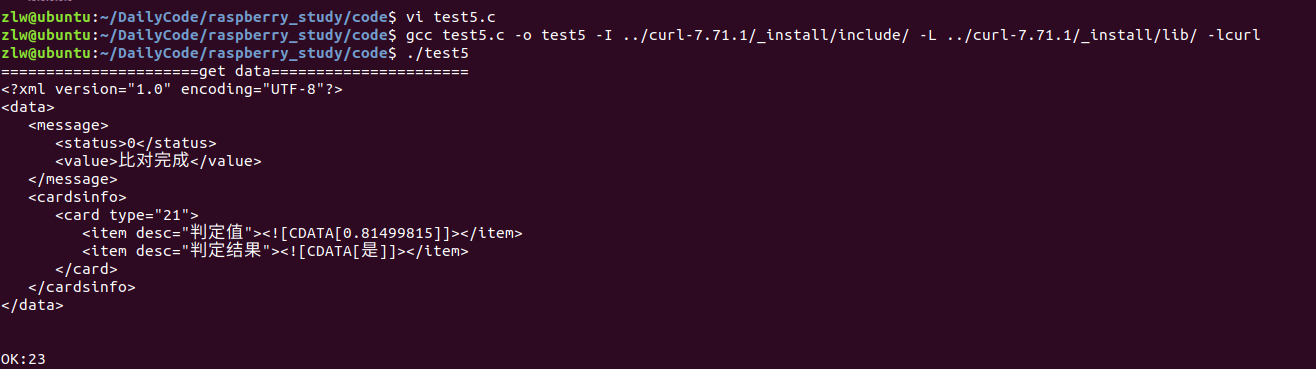 zlw@ubuntu:~/DailyCode/raspberry_study/code$ vi test5.c
zlw@ubuntu:~/DailyCode/raspberry_study/code$ gcc test5.c -o test5 -I ../curl-7.71.1/_install/include/ -L ../curl-7.71.1/_install/lib/ -lcurl
zlw@ubuntu:~/DailyCode/raspberry_study/code$ ./test5
======================get data======================
<?xml version="1.0" encoding="UTF-8"?>
<data>
   <message>
      <status>0</status>
      <value>比对完成</value>
   </message>
   <cardsinfo>
      <card type="21">
         <item desc="判定值"><![CDATA[0.81499815]]></item>
         <item desc="判定结果"><![CDATA[是]]></item>
      </card>
   </cardsinfo>
</data>
OK:23